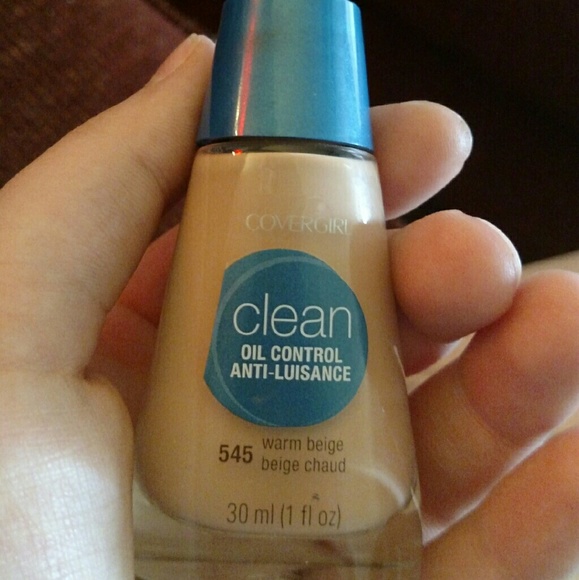 COVERGIRL
clean
OIL CONTROL
ANTI-LUISANCE
545 warm beige
beige chaud
30 ml (1 fl oz)